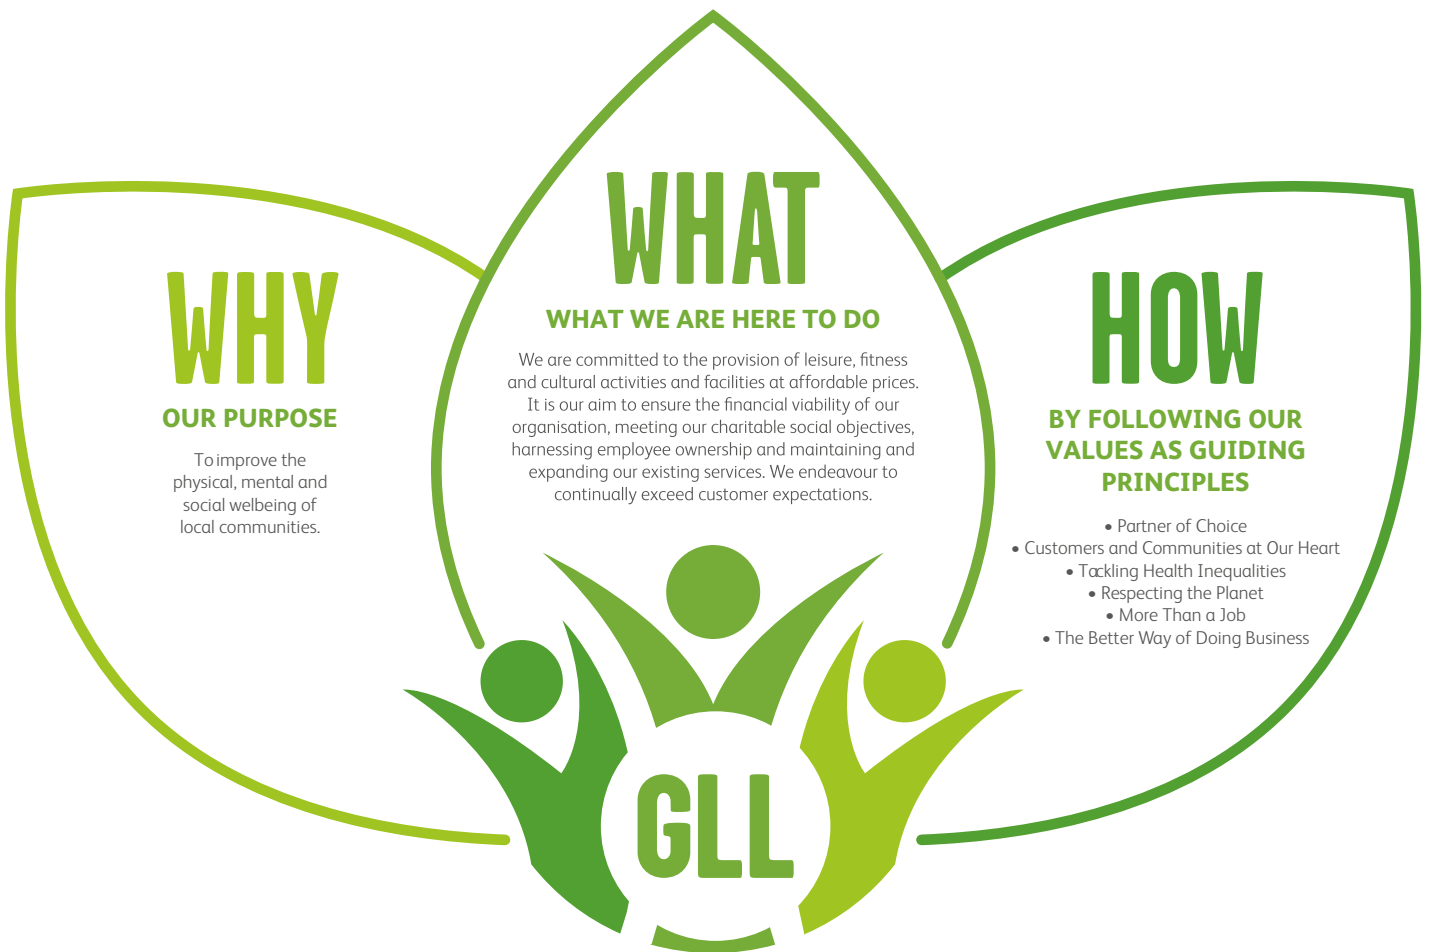 WHY
OUR PURPOSE
To improve the
physical, mental and
social welbeing of
local communities.
WHAT
WHAT WE ARE HERE TO DO
We are committed to the provision of leisure, fitness
and cultural activities and facilities at affordable prices.
It is our aim to ensure the financial viability of our
organisation, meeting our charitable social objectives,
harnessing employee ownership and maintaining and
expanding our existing services. We endeavour to
continually exceed customer expectations.
HOW
BY FOLLOWING OUR
VALUES AS GUIDING
PRINCIPLES
• Partner of Choice
• Customers and Communities at Our Heart
• Tackling Health Inequalities
• Respecting the Planet
• More Than a Job
• The Better Way of Doing Business
GLL